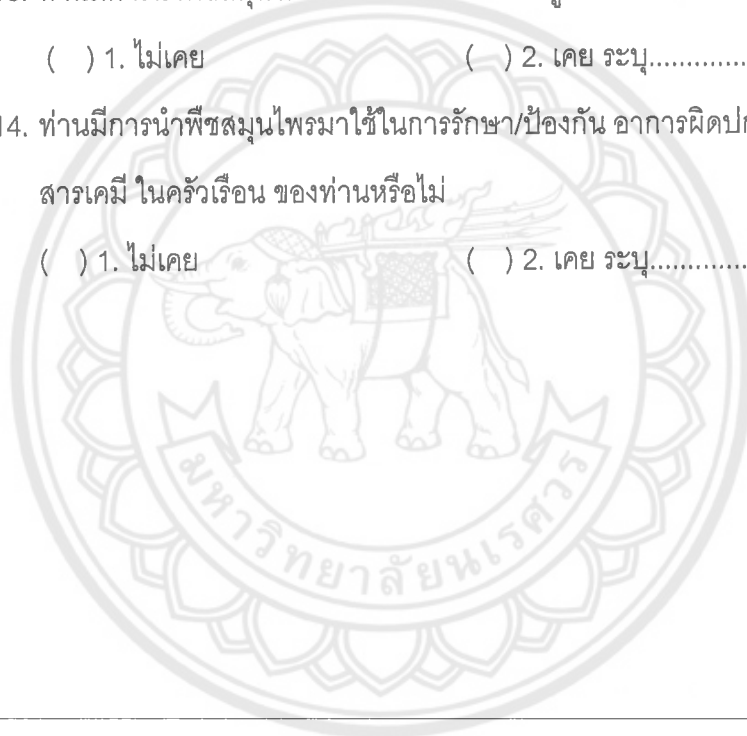 ( ) 1. ไม่เคย ( ) 2. เคย ระบุ..............
14. ท่านมีการนำพืชสมุนไพรมาใช้ในการรักษา/ป้องกัน อาการผิดปก
สารเคมี ในครัวเรือน ของท่านหรือไม่
( ) 1. ไม่เคย ( ) 2. เคย ระบุ..............
มหาวิทยาลัยนเรศวร